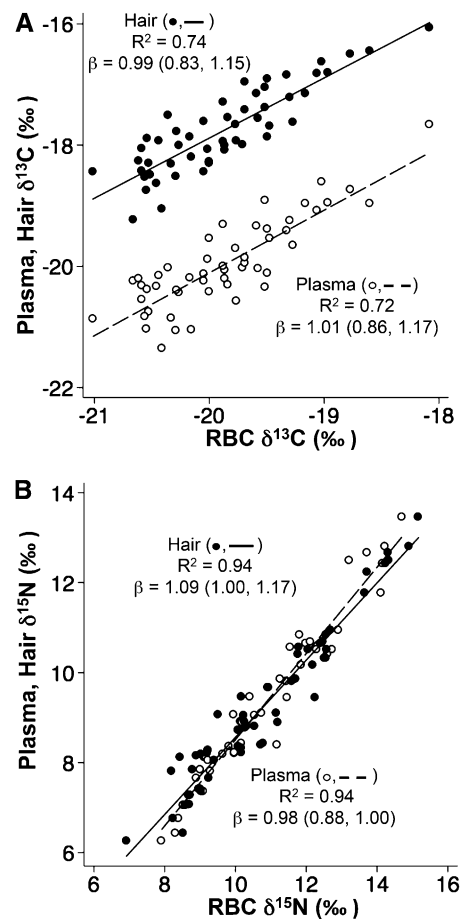 A
Plasma, Hair δ¹³C (‰)
-16
-18
-20
-22
Hair (●,—)
R² = 0.74
β = 0.99 (0.83, 1.15)
Plasma (○,– –)
R² = 0.72
β = 1.01 (0.86, 1.17)
-21 -20 -19 -18
RBC δ¹³C (‰)
B
Plasma, Hair δ¹⁵N (‰)
14
12
10
8
6
Hair (●,—)
R² = 0.94
β = 1.09 (1.00, 1.17)
Plasma (○,– –)
R² = 0.94
β = 0.98 (0.88, 1.00)
6 8 10 12 14 16
RBC δ¹⁵N (‰)